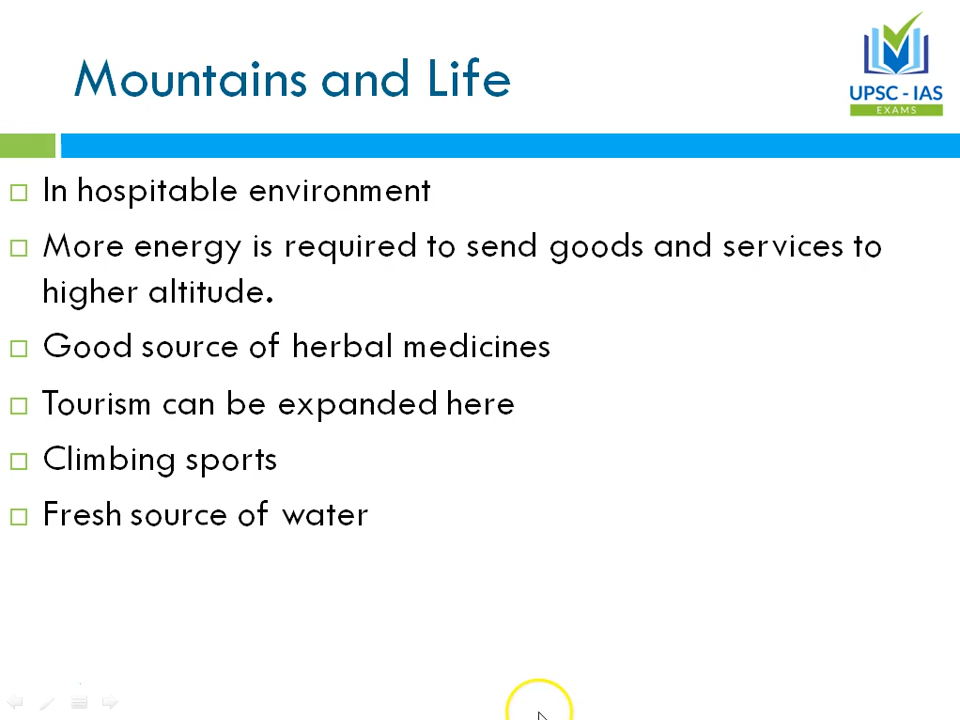 Mountains and Life
UPSC - IAS
EXAMS
In hospitable environment
More energy is required to send goods and services to
higher altitude.
Good source of herbal medicines
Tourism can be expanded here
Climbing sports
Fresh source of water